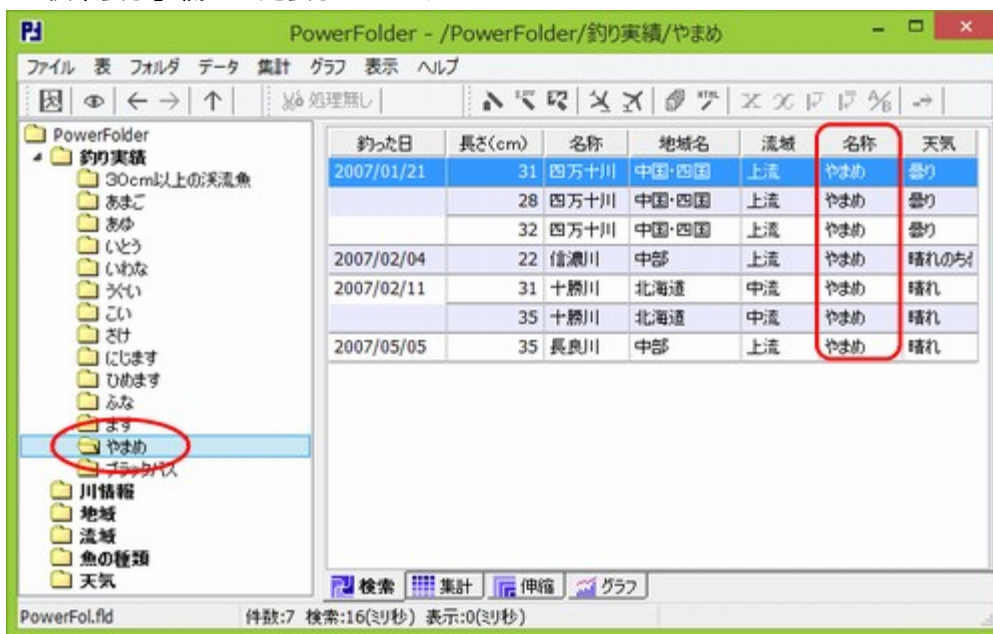 PowerFolder - /PowerFolder/釣り実績/やまめ
ファイル 表 フォルダ データ 集計 グラフ 表示 ヘルプ
処理無し
PowerFolder
釣り実績
30cm以上の渓流魚
あまご
あゆ
いとう
いわな
うぐい
こい
さけ
にじます
ひめます
ふな
ます
やまめ
ブラックバス
川情報
地域
流域
魚の種類
天気
釣った日 長さ(cm) 名称 地域名 流域 名称 天気
2007/01/21 31 四万十川 中国・四国 上流 やまめ 曇り
28 四万十川 中国・四国 上流 やまめ 曇り
32 四万十川 中国・四国 上流 やまめ 曇り
2007/02/04 22 信濃川 中部 上流 やまめ 晴れのち
2007/02/11 31 十勝川 北海道 中流 やまめ 晴れ
35 十勝川 北海道 中流 やまめ 晴れ
2007/05/05 35 長良川 中部 上流 やまめ 晴れ
検索 集計 伸縮 グラフ
PowerFol.fld 件数:7 検索:16(ミリ秒) 表示:0(ミリ秒)